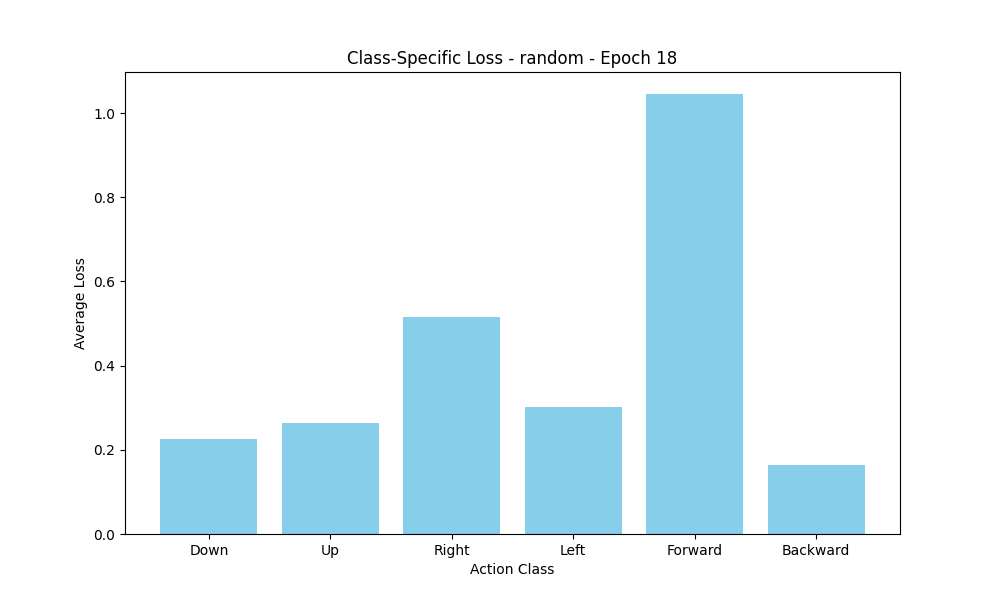 Class-Specific Loss - random - Epoch 18
1.0
0.8
0.6
0.4
0.2
0.0
Average Loss
Down Up Right Left Forward Backward
Action Class